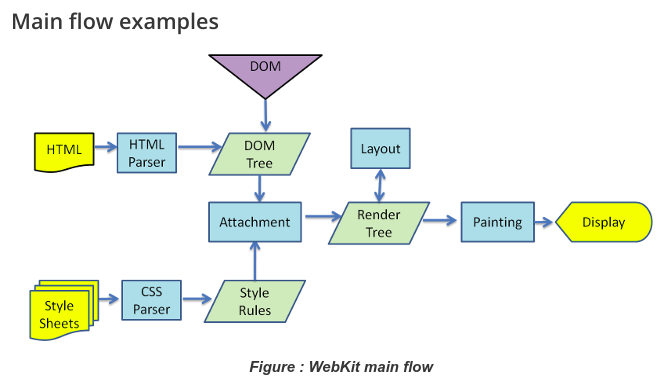 Main flow examples
DOM
HTML
HTML
Parser
DOM
Tree
Layout
Attachment
Render
Tree
Painting
Display
Style
Sheets
CSS
Parser
Style
Rules
Figure : WebKit main flow